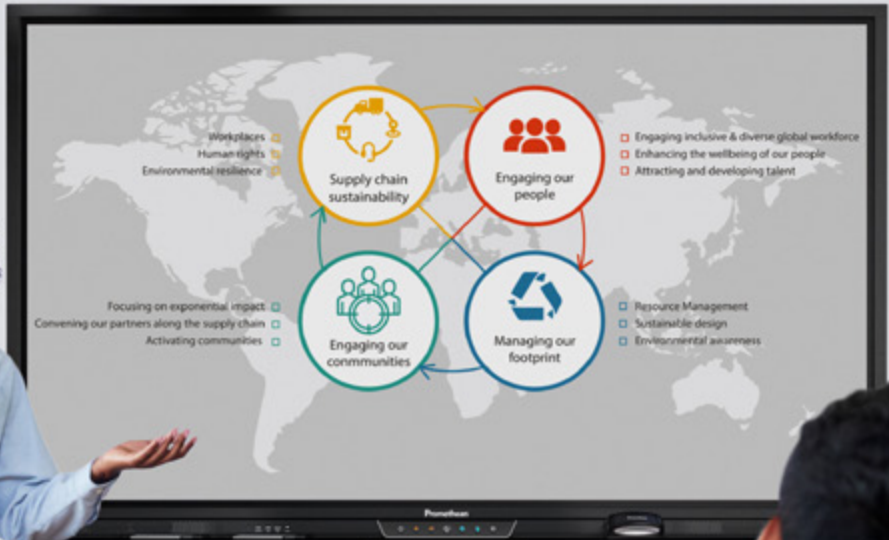 Workplaces
Human rights
Environmental resilience
Supply chain
sustainability
Engaging our
people
Engaging inclusive & diverse global workforce
Enhancing the wellbeing of our people
Attracting and developing talent
Focusing on exponential impact
Convening our partners along the supply chain
Activating communities
Engaging our
conmmunities
Managing our
footprint
Resource Management
Sustainable design
Environmental awareness
Promethean